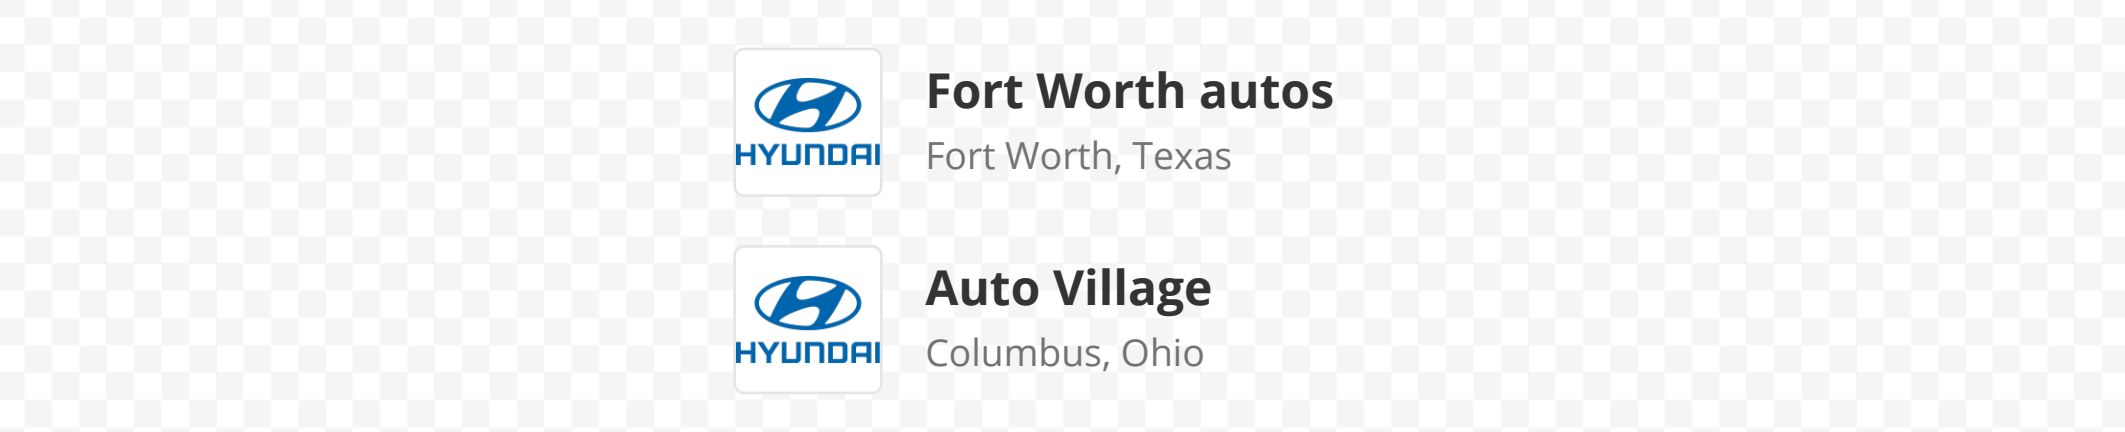 HYUNDAI
Fort Worth autos
Fort Worth, Texas
HYUNDAI
Auto Village
Columbus, Ohio